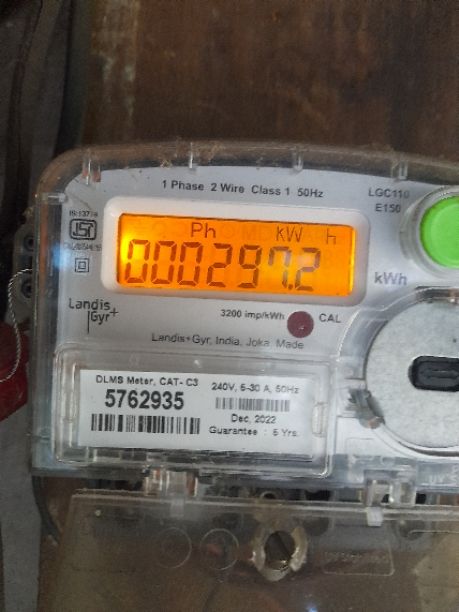 1 Phase 2 Wire Class 1 50Hz
LGC110
E150
Ph kW h
000297.2
kWh
Landis+
Gyr
3200 imp/kWh
CAL
Landis+Gyr, India, Joka Made
DLMS Meter, CAT- C3
240V, 5-30 A, 50Hz
5762935
Dec, 2022
Guarantee : 5 Yrs.